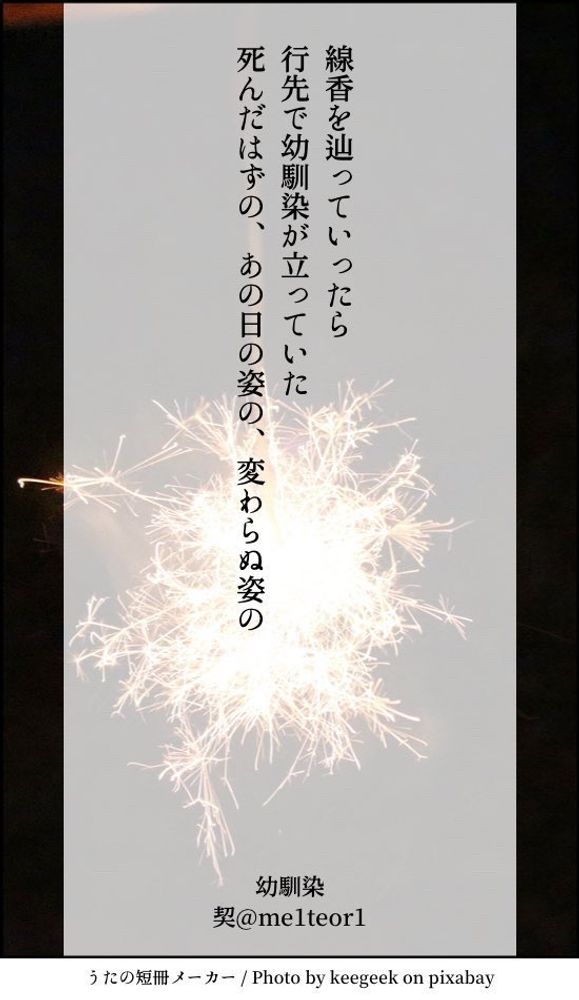 線香を辿っていったら
行先で幼馴染が立っていた
死んだはずの、あの日の姿の、変わらぬ姿の
幼馴染
契@me1teor1
うたの短冊メーカー / Photo by keegeek on pixabay